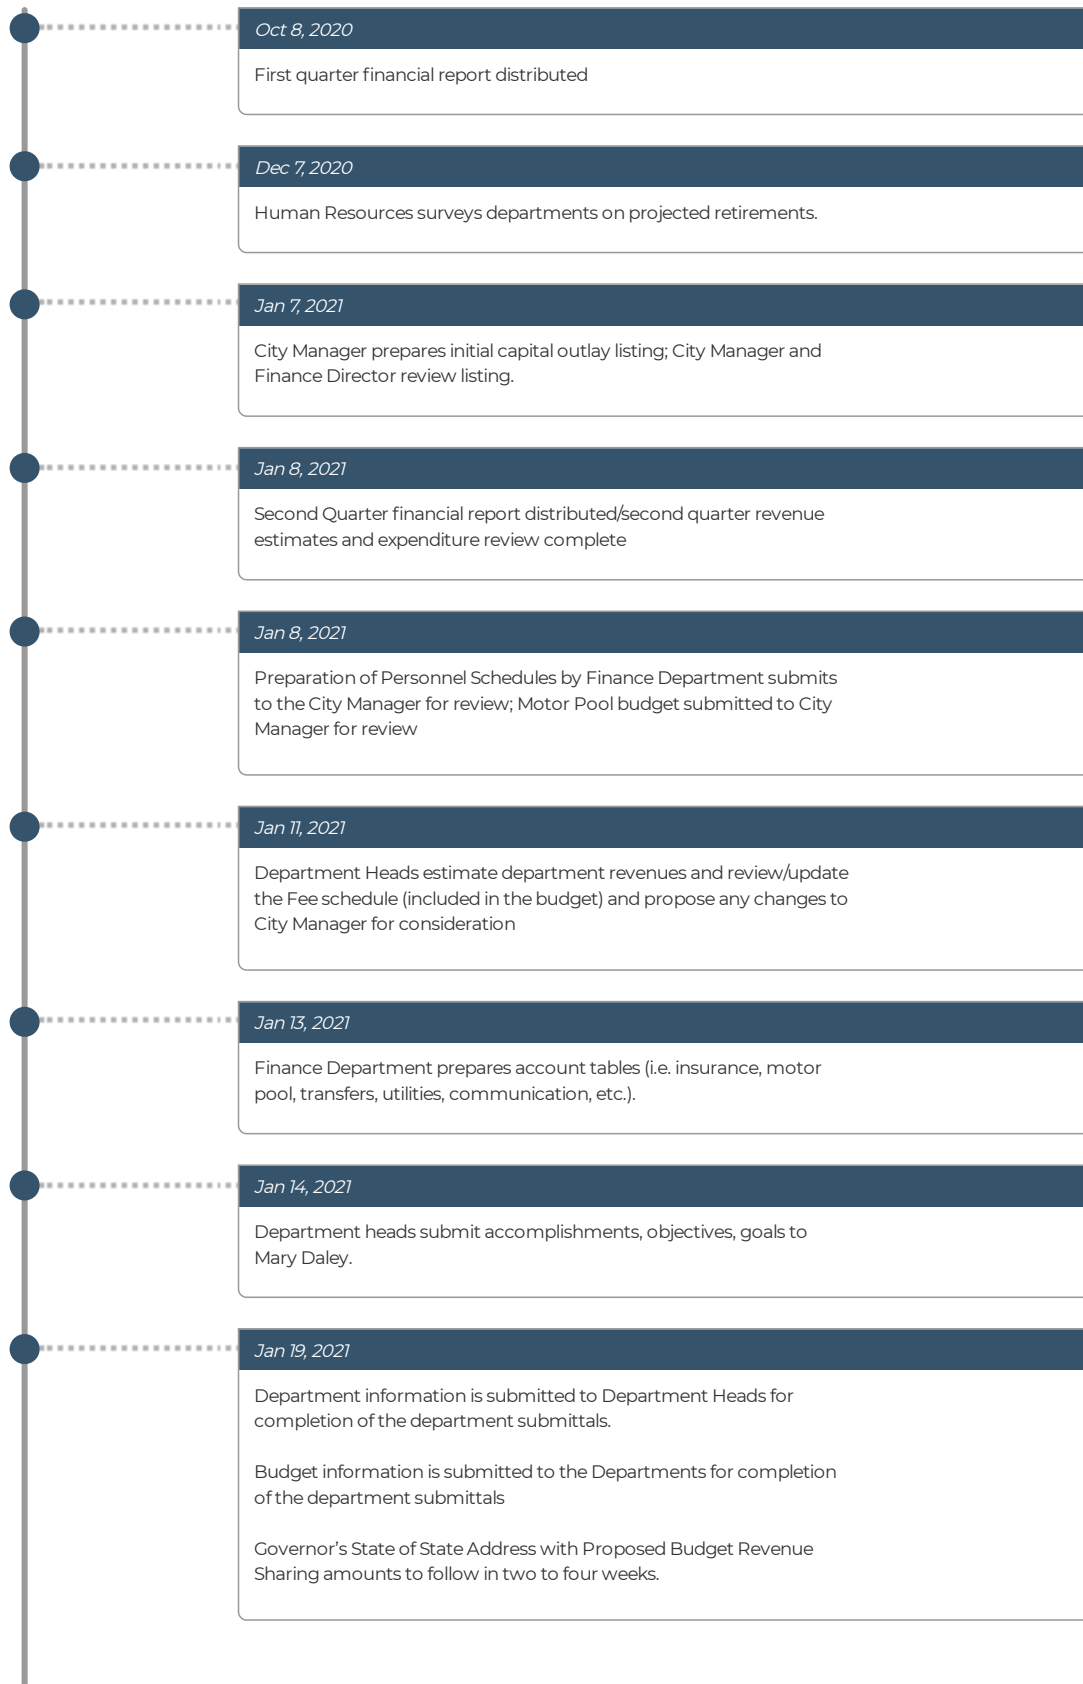 Oct 8, 2020
First quarter financial report distributed
Dec 7, 2020
Human Resources surveys departments on projected retirements.
Jan 7, 2021
City Manager prepares initial capital outlay listing; City Manager and
Finance Director review listing.
Jan 8, 2021
Second Quarter financial report distributed/second quarter revenue
estimates and expenditure review complete
Jan 8, 2021
Preparation of Personnel Schedules by Finance Department submits
to the City Manager for review; Motor Pool budget submitted to City
Manager for review
Jan 11, 2021
Department Heads estimate department revenues and review/update
the Fee schedule (included in the budget) and propose any changes to
City Manager for consideration
Jan 13, 2021
Finance Department prepares account tables (i.e. insurance, motor
pool, transfers, utilities, communication, etc.).
Jan 14, 2021
Department heads submit accomplishments, objectives, goals to
Mary Daley.
Jan 19, 2021
Department information is submitted to Department Heads for
completion of the department submittals.
Budget information is submitted to the Departments for completion
of the department submittals
Governor’s State of State Address with Proposed Budget Revenue
Sharing amounts to follow in two to four weeks.